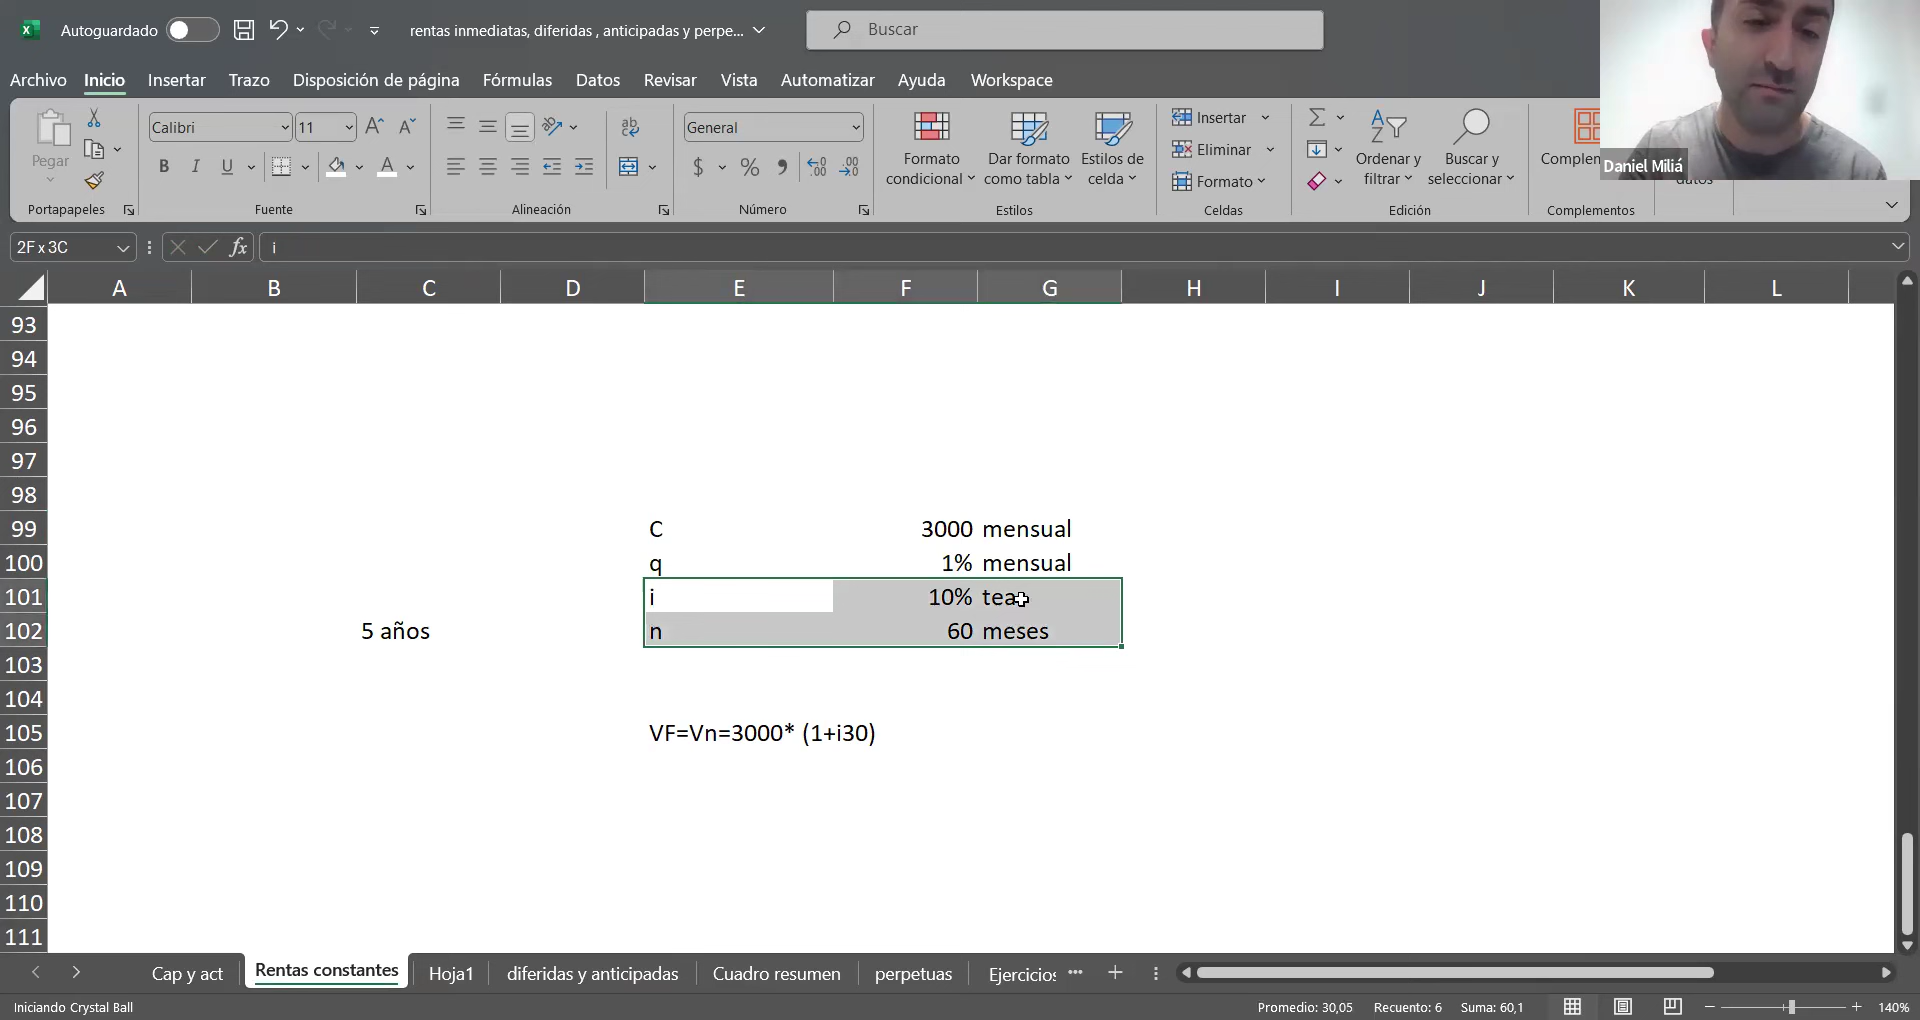 Autoguardado
rentas inmediatas, diferidas , anticipadas y perpe...
Buscar
Archivo Inicio Insertar Trazo Disposición de página Fórmulas Datos Revisar Vista Automatizar Ayuda Workspace
Pegar
Portapapeles
Calibri 11
N I S
Fuente
Alineación
General
$ %
Número
Formato condicional
Dar formato como tabla
Estilos de celda
Estilos
Insertar
Eliminar
Formato
Celdas
Ordenar y filtrar
Buscar y seleccionar
Edición
Complem
Complementos
datos
Daniel Miliá
2F x 3C fx i
A B C D E F G H I J K L
93
94
95
96
97
98
99 C 3000 mensual
100 q 1% mensual
101 i 10% tea
102 5 años n 60 meses
103
104
105 VF=Vn=3000* (1+i30)
106
107
108
109
110
111
Cap y act Rentas constantes Hoja1 diferidas y anticipadas Cuadro resumen perpetuas Ejercicios ...
Iniciando Crystal Ball Promedio: 30,05 Recuento: 6 Suma: 60,1 140%